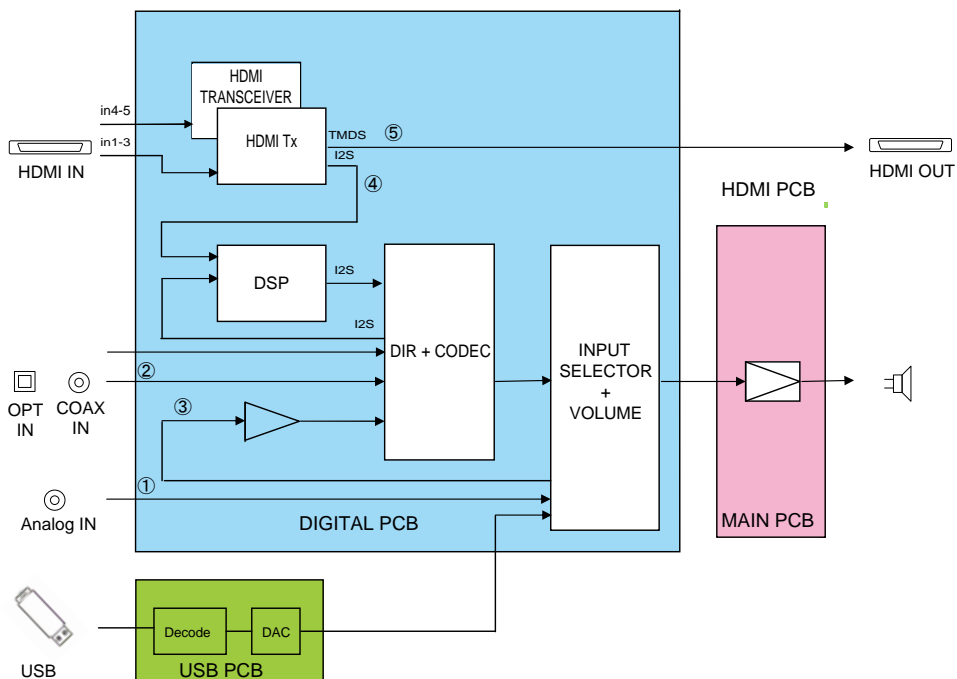 HDMI
TRANSCEIVER
in4-5
HDMI Tx
TMDS
⑤
in1-3
I2S
HDMI IN
HDMI OUT
④
HDMI PCB
DSP
I2S
I2S
DIR + CODEC
INPUT
SELECTOR
+
VOLUME
②
OPT
IN
COAX
IN
③
①
Analog IN
DIGITAL PCB
MAIN PCB
Decode
DAC
USB
USB PCB